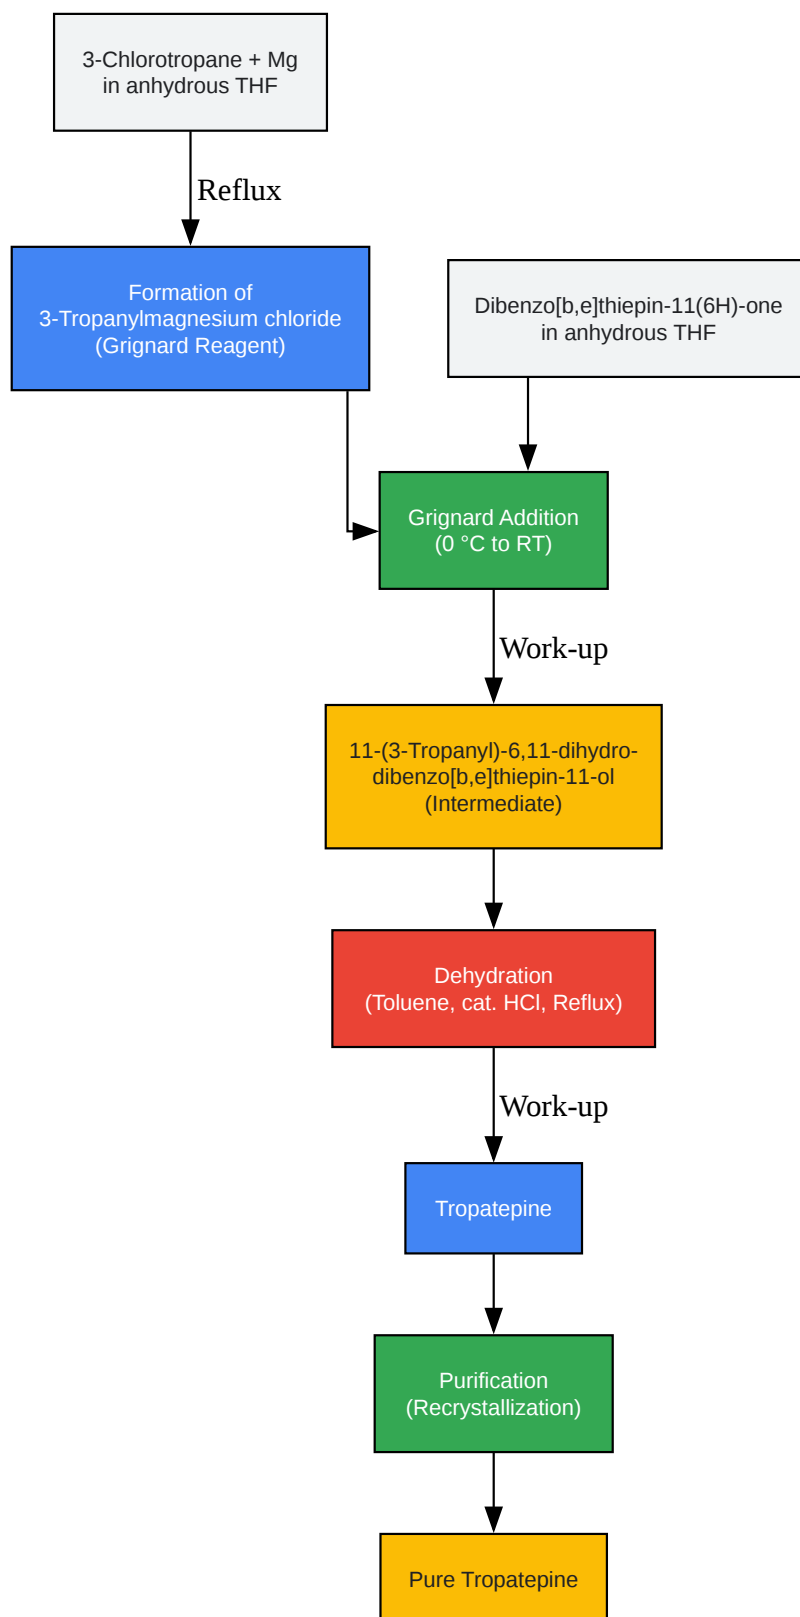 3-Chlorotropane + Mg
in anhydrous THF
Reflux
Formation of
3-Tropanylmagnesium chloride
(Grignard Reagent)
Dibenzo[b,e]thiepin-11(6H)-one
in anhydrous THF
Grignard Addition
(0 °C to RT)
Work-up
11-(3-Tropanyl)-6,11-dihydro-
dibenzo[b,e]thiepin-11-ol
(Intermediate)
Dehydration
(Toluene, cat. HCl, Reflux)
Work-up
Tropatepine
Purification
(Recrystallization)
Pure Tropatepine